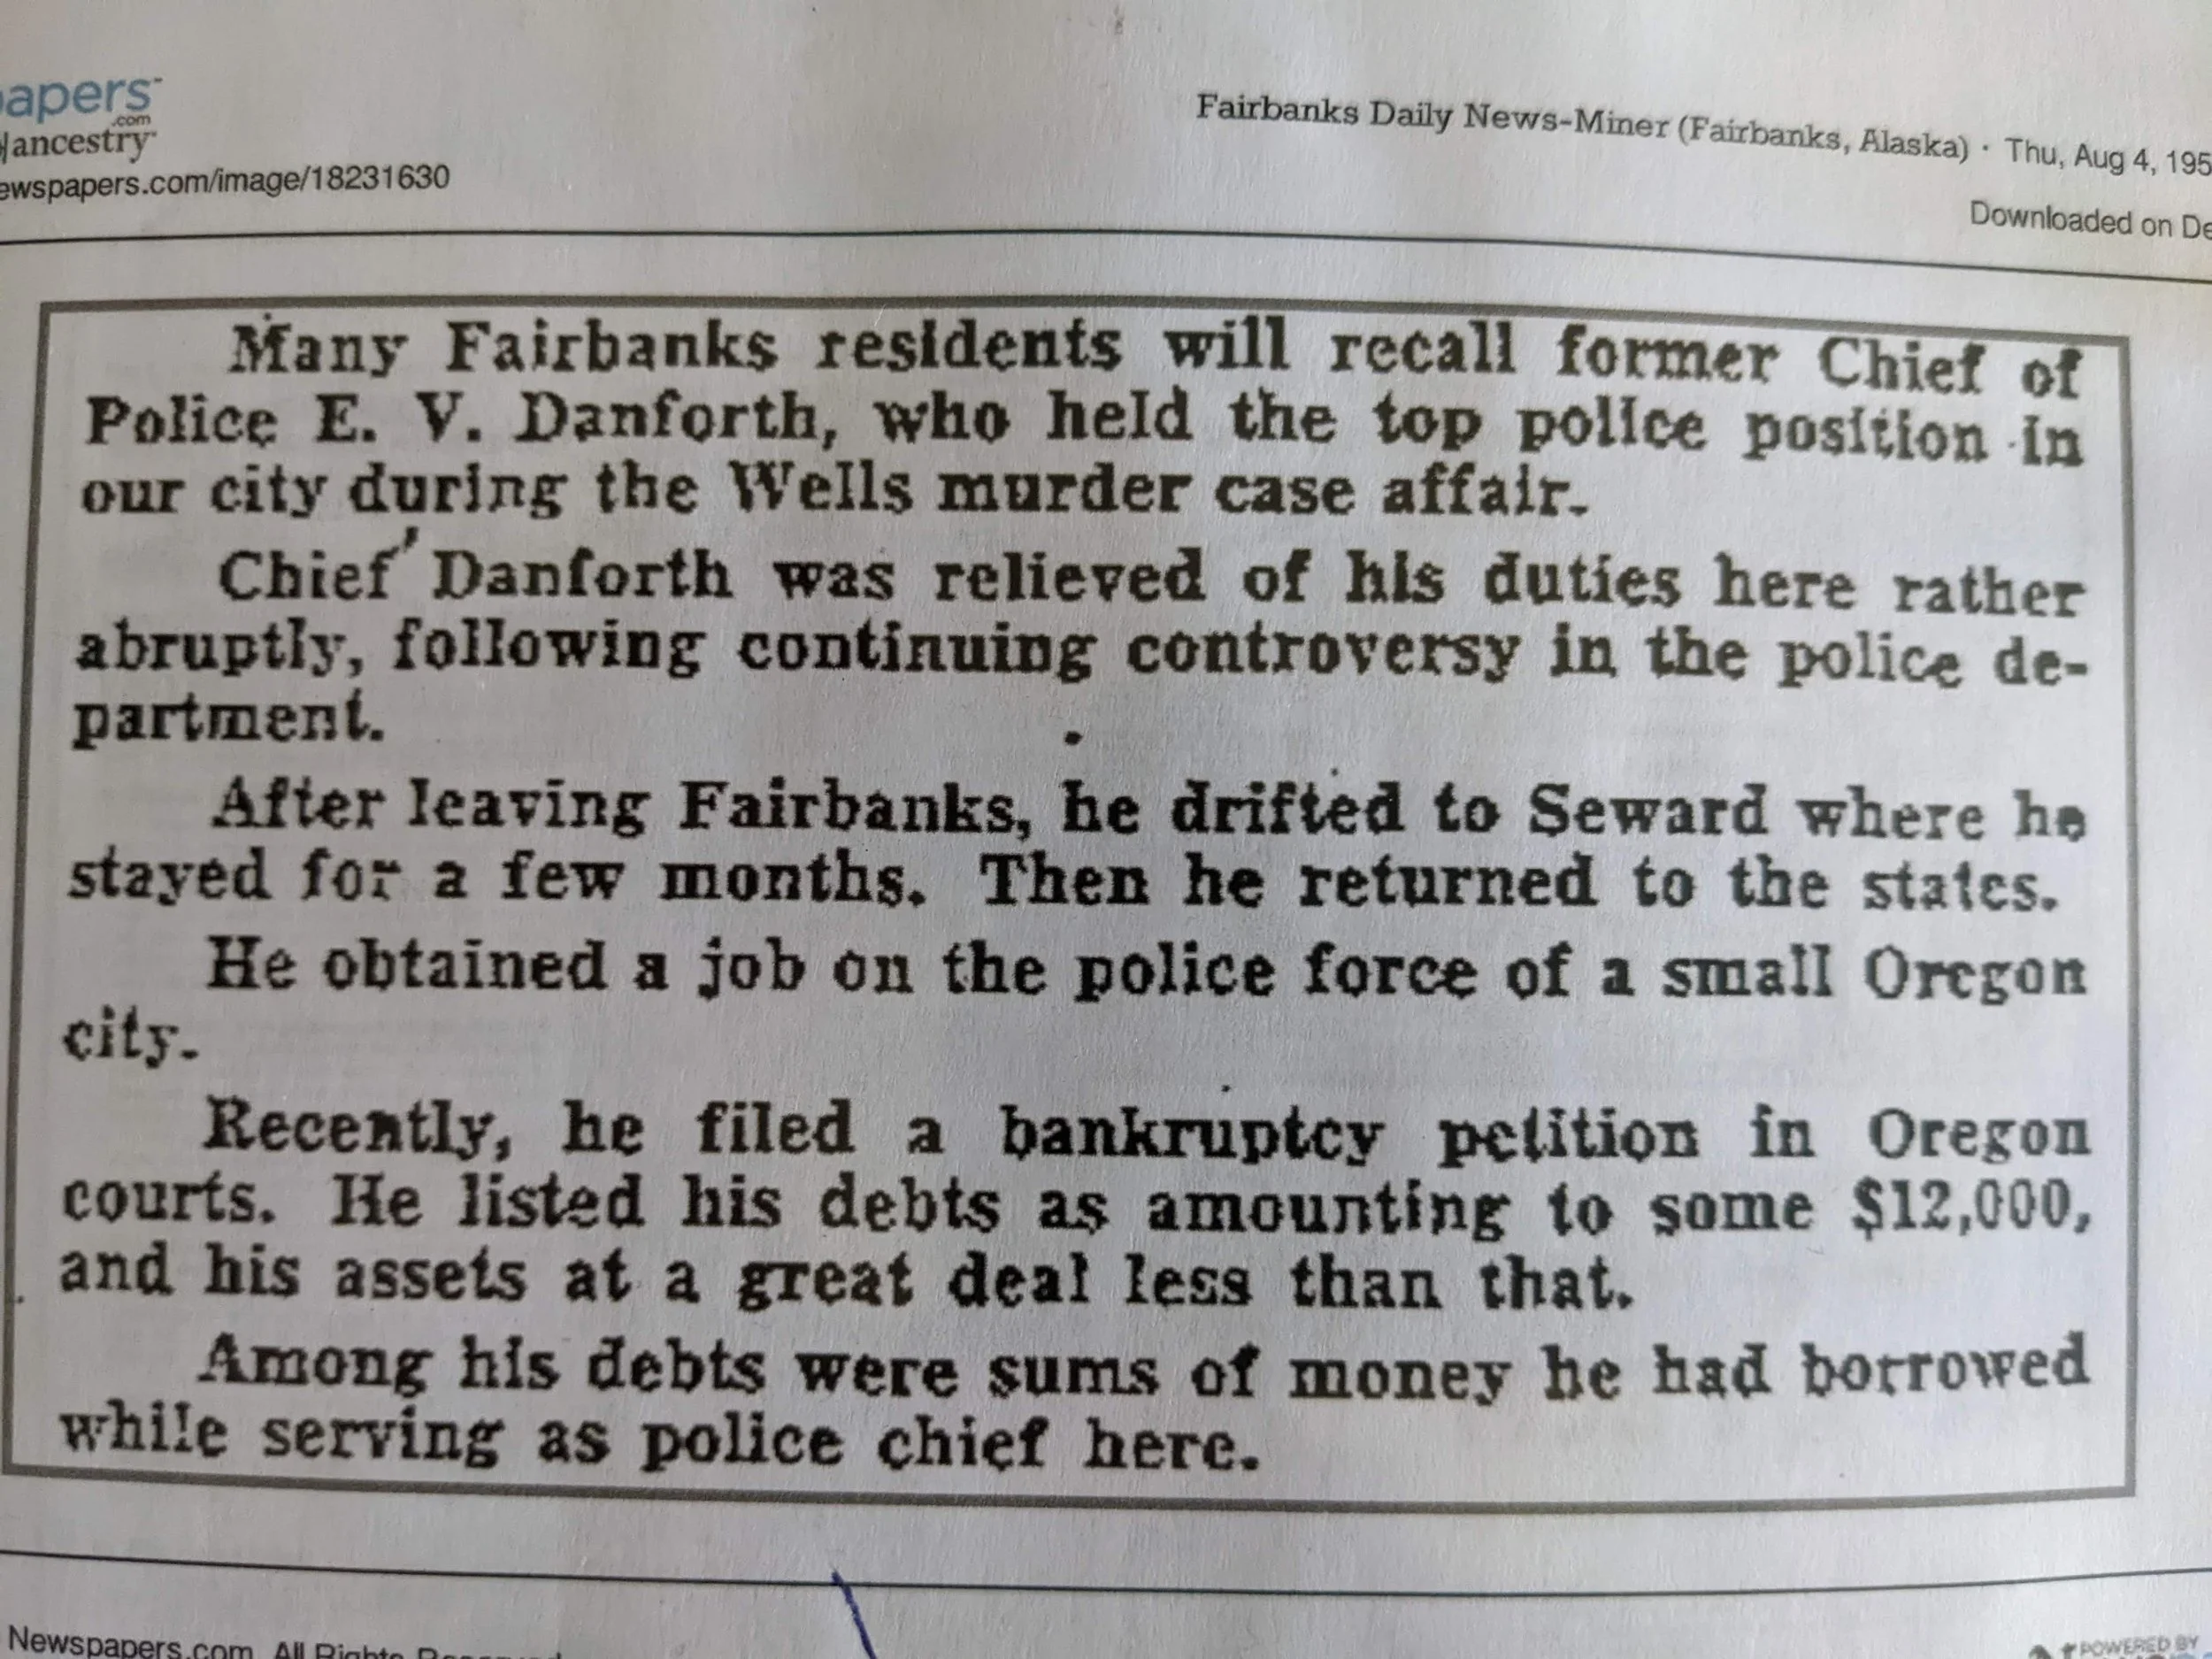 apers™
.com
ancestry™
ewspapers.com/image/18231630
Fairbanks Daily News-Miner (Fairbanks, Alaska) · Thu, Aug 4, 195
Downloaded on De
Many Fairbanks residents will recall former Chief of
Police E. V. Danforth, who held the top police position in
our city during the Wells murder case affair.
Chief Danforth was relieved of his duties here rather
abruptly, following continuing controversy in the police de-
partment.
After leaving Fairbanks, he drifted to Seward where he
stayed for a few months. Then he returned to the states.
He obtained a job on the police force of a small Oregon
city.
Recently, he filed a bankruptcy petition in Oregon
courts. He listed his debts as amounting to some $12,000,
and his assets at a great deal less than that.
Among his debts were sums of money he had borrowed
while serving as police chief here.
Newspapers.com. All Rights Reserved.
POWERED BY